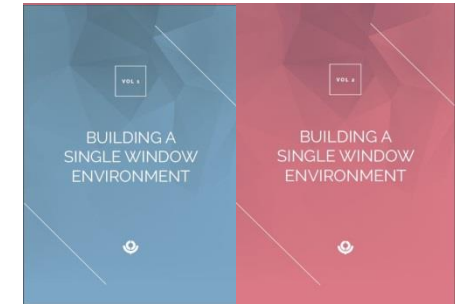 VOL 1
BUILDING A
SINGLE WINDOW
ENVIRONMENT
VOL 2
BUILDING A
SINGLE WINDOW
ENVIRONMENT